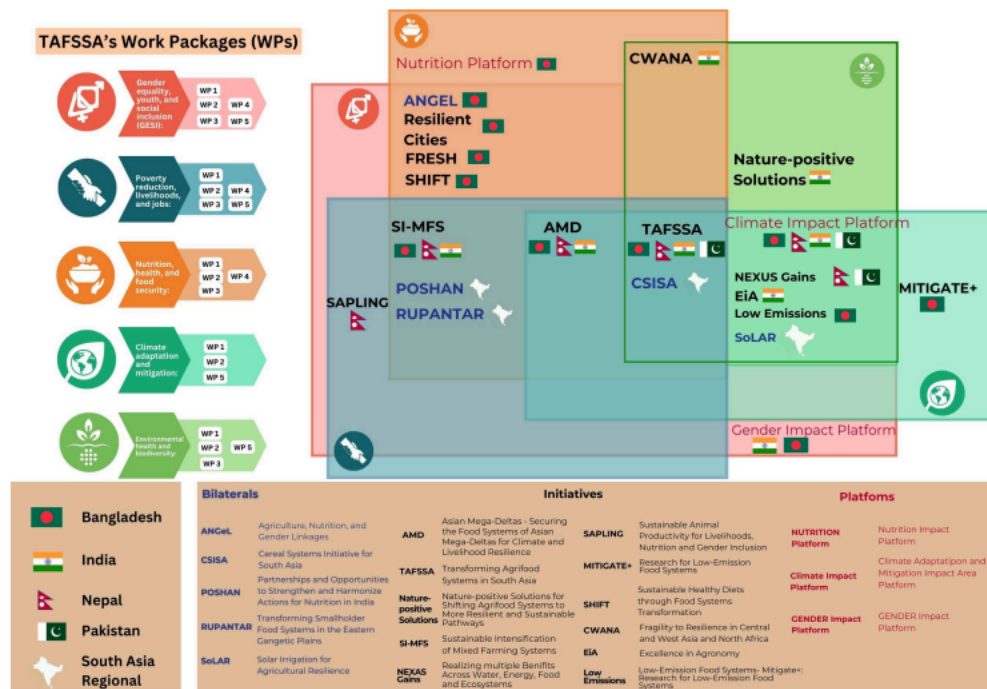 TAFSSA's Work Packages (WPs)
Gender
equality,
youth, and
social
inclusion
(GESI):
WP 1
WP 2
WP 4
WP 3
WP 5
Poverty
reduction,
livelihoods,
and jobs:
WP 1
WP 2
WP 4
WP 3
WP 5
Nutrition,
health, and
food
security:
WP 1
WP 2
WP 4
WP 3
Climate
adaptation
and
mitigation:
WP 1
WP 2
WP 5
Environmental
health and
biodiversity:
WP 1
WP 2
WP 5
WP 3
Nutrition Platform
ANGEL
Resilient
Cities
FRESH
SHIFT
CWANA
Nature-positive
Solutions
SI-MFS
AMD
TAFSSA
Climate Impact Platform
POSHAN
RUPANTAR
CSISA
SAPLING
NEXUS Gains
EiA
Low Emissions
SoLAR
MITIGATE+
Gender Impact Platform
Bangladesh
India
Nepal
Pakistan
South Asia
Regional
Bilaterals
ANGeL
Agriculture, Nutrition, and
Gender Linkages
CSISA
Cereal Systems Initiative for
South Asia
POSHAN
Partnerships and Opportunities
to Strengthen and Harmonize
Actions for Nutrition in India
RUPANTAR
Transforming Smallholder
Food Systems in the Eastern
Gangetic Plains
SoLAR
Solar Irrigation for
Agricultural Resilience
Initiatives
AMD
Asian Mega-Deltas - Securing
the Food Systems of Asian
Mega-Deltas for Climate and
Livelihood Resilience
TAFSSA
Transforming Agrifood
Systems in South Asia
Nature-
positive
Solutions
Nature-positive Solutions for
Shifting Agrifood Systems to
More Resilient and Sustainable
Pathways
SI-MFS
Sustainable Intensification
of Mixed Farming Systems
NEXAS
Gains
Realizing multiple Benifits
Across Water, Energy, Food
and Ecosystems
SAPLING
Sustainable Animal
Productivity for Livelihoods,
Nutrition and Gender Inclusion
MITIGATE+
Research for Low-Emission
Food Systems
SHIFT
Sustainable Healthy Diets
through Food Systems
Transformation
CWANA
Fragility to Resilience in Central
and West Asia and North Africa
EiA
Excellence in Agronomy
Low
Emissions
Low-Emission Food Systems- Mitigate+:
Research for Low-Emission Food
Systems
Platfoms
NUTRITION
Platform
Nutrition Impact
Platform
Climate Impact
Platform
Climate Adaptatipon and
Mitigation Impact Area
Platform
GENDER Impact
Platform
GENDER Impact
Platform